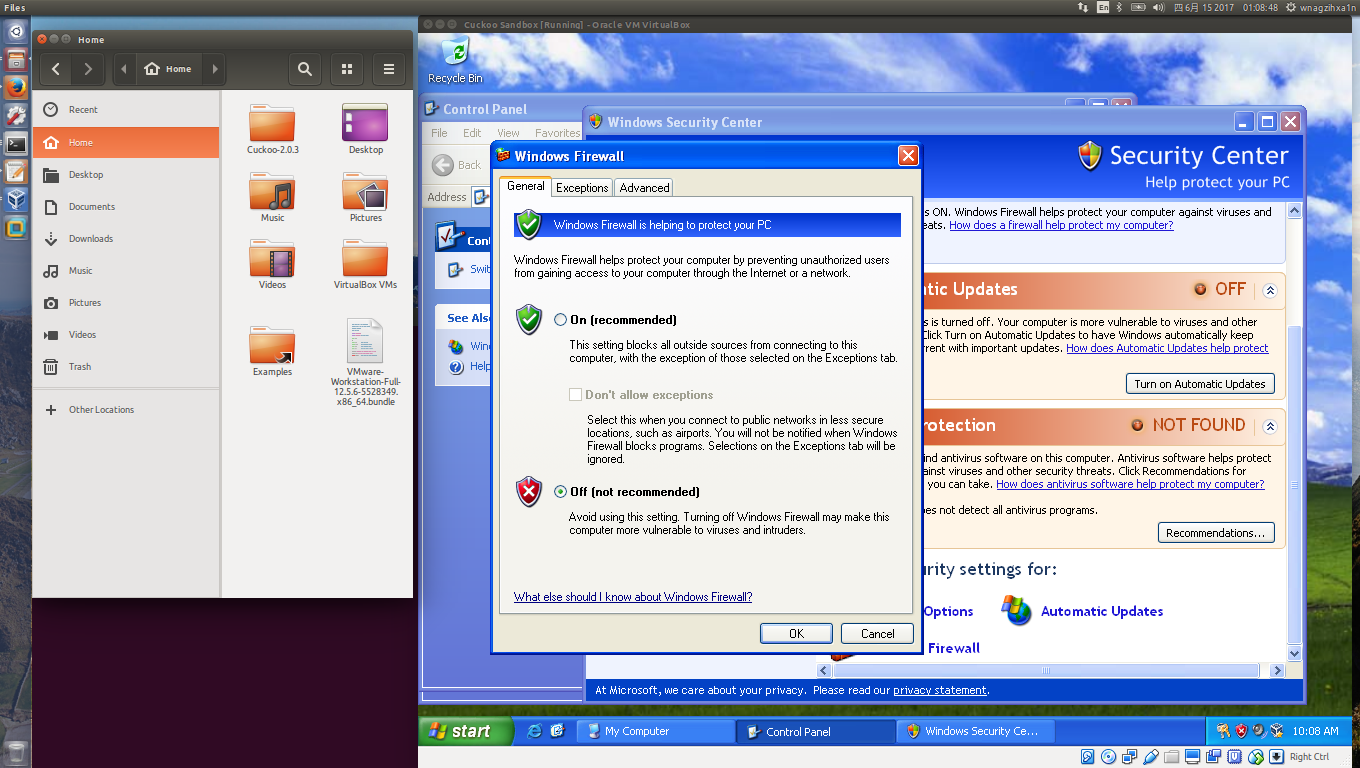 Files
En
四 6月 15 2017 01:08:48
wnagzihxa1n
Home
Home
Recent
Home
Desktop
Documents
Downloads
Music
Pictures
Videos
Trash
Other Locations
Cuckoo-2.0.3
Desktop
Music
Pictures
Videos
VirtualBox VMs
Examples
VMware-
Workstation-Full-
12.5.6-5528349.
x86_64.bundle
Cuckoo Sandbox [Running] - Oracle VM VirtualBox
Recycle Bin
Control Panel
File Edit View Favorites
Back
Address
See
Windows Security Center
Security Center
Help protect your PC
s ON. Windows Firewall helps protect your computer against viruses and
eats. How does a firewall help protect my computer?
tic Updates
OFF
s is turned off. Your computer is more vulnerable to viruses and other
Click Turn on Automatic Updates to have Windows automatically keep
rrent with important updates. How does Automatic Updates help protect
Turn on Automatic Updates
otection
NOT FOUND
ind antivirus software on this computer. Antivirus software helps protect
ainst viruses and other security threats. Click Recommendations for
you can take. How does antivirus software help protect my computer?
es not detect all antivirus programs.
Recommendations...
rity settings for:
Options
Automatic Updates
Firewall
At Microsoft, we care about your privacy. Please read our privacy statement.
Windows Firewall
General
Exceptions
Advanced
Windows Firewall is helping to protect your PC
Windows Firewall helps protect your computer by preventing unauthorized users
from gaining access to your computer through the Internet or a network.
On (recommended)
This setting blocks all outside sources from connecting to this
computer, with the exception of those selected on the Exceptions tab.
Don't allow exceptions
Select this when you connect to public networks in less secure
locations, such as airports. You will not be notified when Windows
Firewall blocks programs. Selections on the Exceptions tab will be
ignored.
Off (not recommended)
Avoid using this setting. Turning off Windows Firewall may make this
computer more vulnerable to viruses and intruders.
What else should I know about Windows Firewall?
OK
Cancel
start
My Computer
Control Panel
Windows Security Ce...
10:08 AM
Right Ctrl